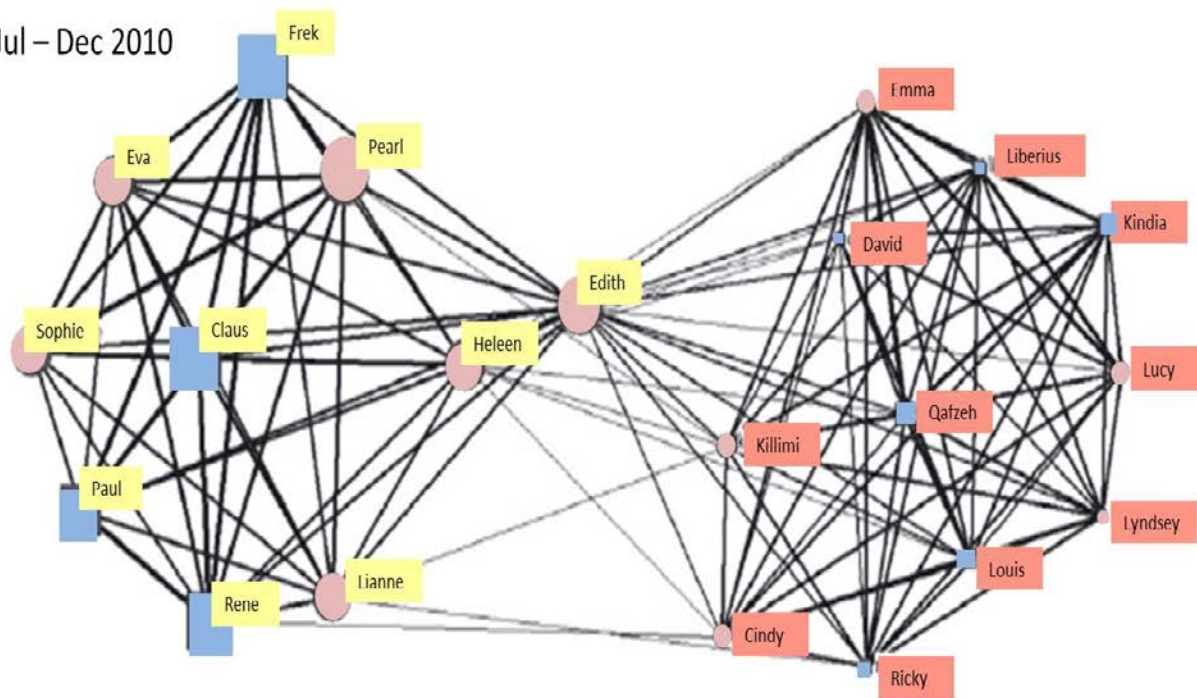 Jul – Dec 2010
Frek
Emma
Eva
Pearl
Liberius
Kindia
David
Edith
Sophie
Claus
Heleen
Lucy
Qafzeh
Killimi
Paul
Lyndsey
Louis
Lianne
Rene
Cindy
Ricky